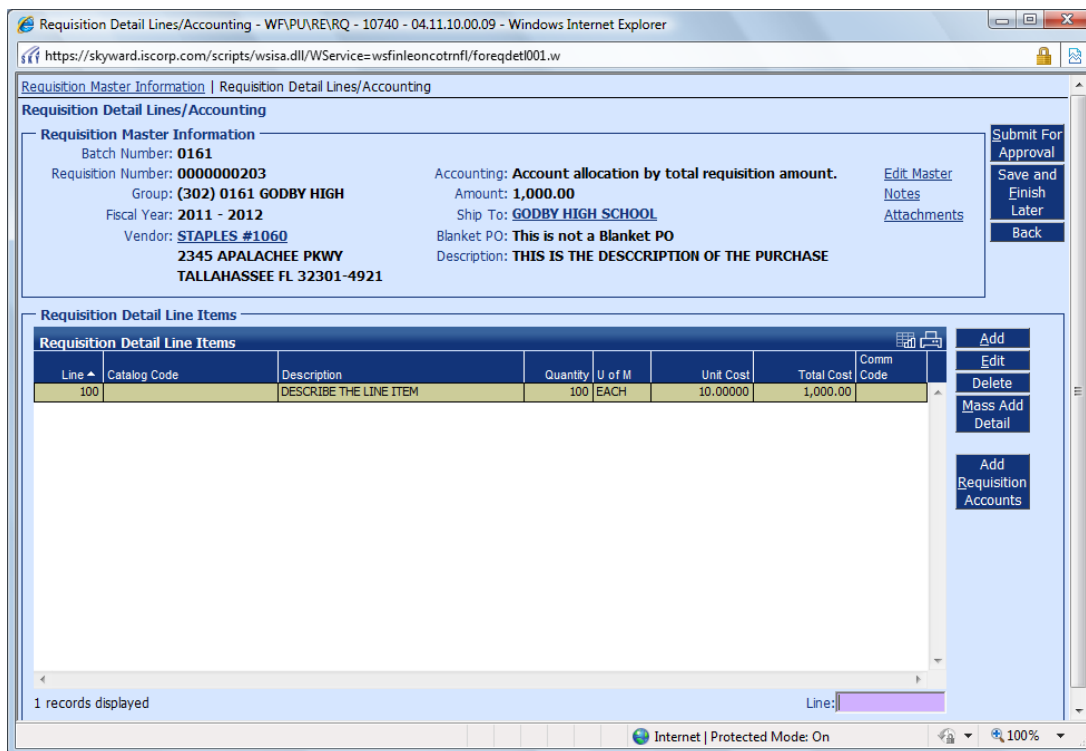 Requisition Detail Lines/Accounting - WF\PU\RE\RQ - 10740 - 04.11.10.00.09 - Windows Internet Explorer
https://skyward.iscorp.com/scripts/wsisa.dll/WService=wsfinleoncotrnfl/foreqdetl001.w
Requisition Master Information | Requisition Detail Lines/Accounting
Requisition Detail Lines/Accounting
Requisition Master Information
Batch Number: 0161
Requisition Number: 0000000203 Accounting: Account allocation by total requisition amount. Edit Master
Group: (302) 0161 GODBY HIGH Amount: 1,000.00 Notes
Fiscal Year: 2011 - 2012 Ship To: GODBY HIGH SCHOOL Attachments
Vendor: STAPLES #1060 Blanket PO: This is not a Blanket PO
2345 APALACHEE PKWY Description: THIS IS THE DESCCRIPTION OF THE PURCHASE
TALLAHASSEE FL 32301-4921
Submit For
Approval
Save and
Finish
Later
Back
Requisition Detail Line Items
Requisition Detail Line Items
Line Catalog Code Description Quantity U of M Unit Cost Total Cost Comm Code
100 DESCRIBE THE LINE ITEM 100 EACH 10.00000 1,000.00
Add
Edit
Delete
Mass Add
Detail
Add
Requisition
Accounts
1 records displayed Line:
Internet | Protected Mode: On 100%